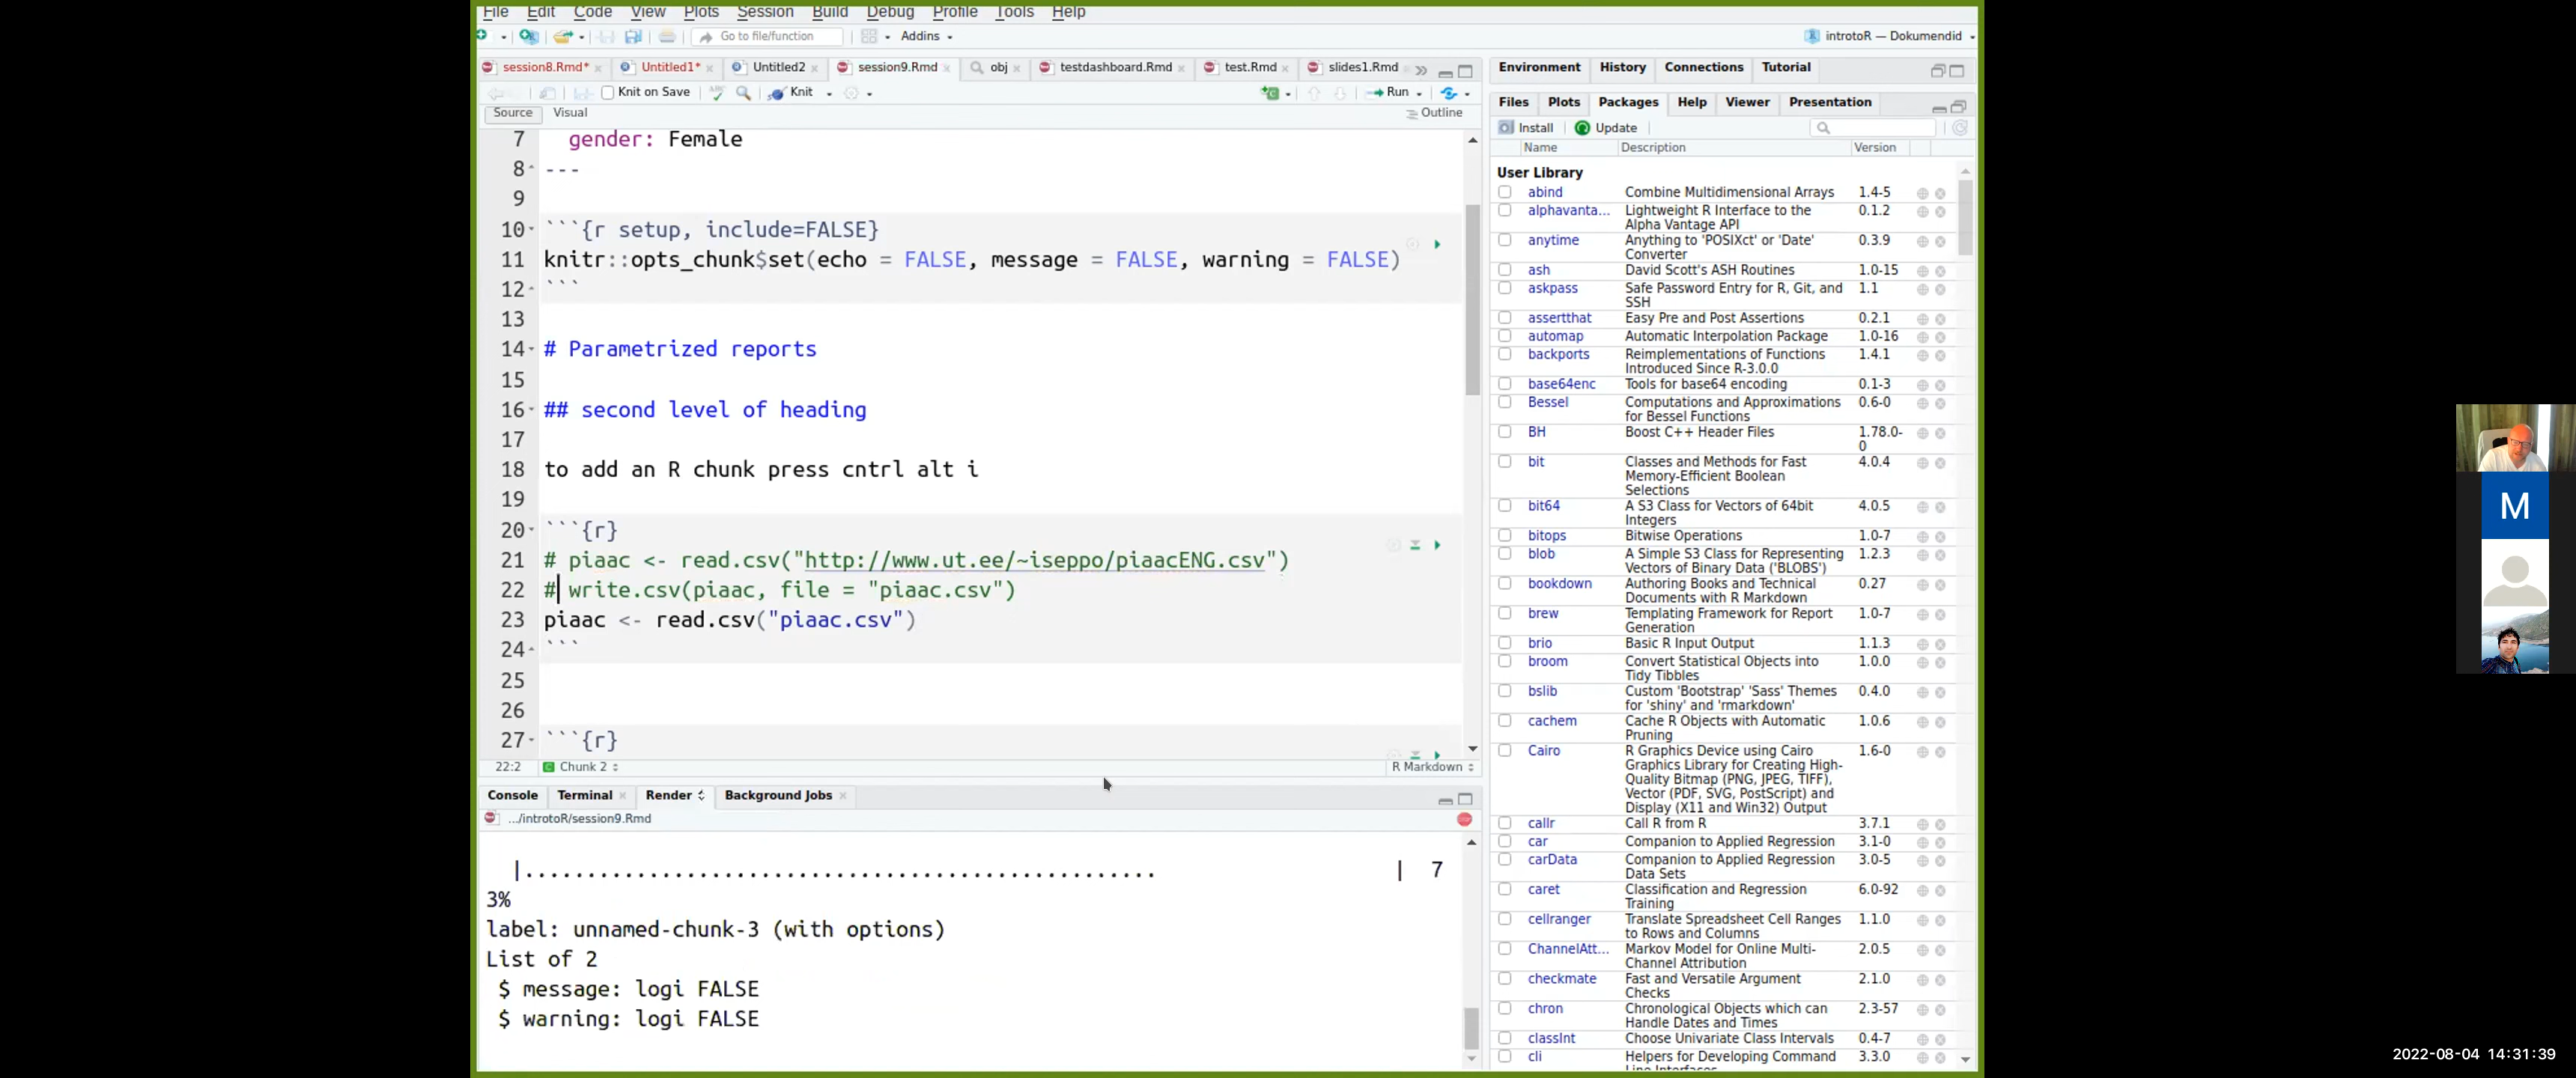 File Edit Code View Plots Session Build Debug Profile Tools Help
Go to file/function Addins introtoR — Dokumendid
session8.Rmd* Untitled1* Untitled2 session9.Rmd obj testdashboard.Rmd test.Rmd slides1.Rmd
Knit on Save Knit Run
Source Visual Outline
7 gender: Female
8 ---
9
10 ```{r setup, include=FALSE}
11 knitr::opts_chunk$set(echo = FALSE, message = FALSE, warning = FALSE)
12 ```
13
14 # Parametrized reports
15
16 ## second level of heading
17
18 to add an R chunk press cntrl alt i
19
20 ```{r}
21 # piaac <- read.csv("http://www.ut.ee/~iseppo/piaacENG.csv")
22 # write.csv(piaac, file = "piaac.csv")
23 piaac <- read.csv("piaac.csv")
24 ```
25
26
27 ```{r}
22:2 Chunk 2 R Markdown
Console Terminal Render Background Jobs
.../introtoR/session9.Rmd
|................................................... | 7
3%
label: unnamed-chunk-3 (with options)
List of 2
$ message: logi FALSE
$ warning: logi FALSE
Environment History Connections Tutorial
Files Plots Packages Help Viewer Presentation
Install Update
Name Description Version
User Library
abind Combine Multidimensional Arrays 1.4-5
alphavanta... Lightweight R Interface to the 0.1.2
Alpha Vantage API
anytime Anything to 'POSIXct' or 'Date' 0.3.9
Converter
ash David Scott's ASH Routines 1.0-15
askpass Safe Password Entry for R, Git, and 1.1
SSH
assertthat Easy Pre and Post Assertions 0.2.1
automap Automatic Interpolation Package 1.0-16
backports Reimplementations of Functions 1.4.1
Introduced Since R-3.0.0
base64enc Tools for base64 encoding 0.1-3
Bessel Computations and Approximations 0.6-0
for Bessel Functions
BH Boost C++ Header Files 1.78.0-
0
bit Classes and Methods for Fast 4.0.4
Memory-Efficient Boolean
Selections
bit64 A S3 Class for Vectors of 64bit 4.0.5
Integers
bitops Bitwise Operations 1.0-7
blob A Simple S3 Class for Representing 1.2.3
Vectors of Binary Data ('BLOBS')
bookdown Authoring Books and Technical 0.27
Documents with R Markdown
brew Templating Framework for Report 1.0-7
Generation
brio Basic R Input Output 1.1.3
broom Convert Statistical Objects into 1.0.0
Tidy Tibbles
bslib Custom 'Bootstrap' 'Sass' Themes 0.4.0
for 'shiny' and 'rmarkdown'
cachem Cache R Objects with Automatic 1.0.6
Pruning
Cairo R Graphics Device using Cairo 1.6-0
Graphics Library for Creating High-
Quality Bitmap (PNG, JPEG, TIFF),
Vector (PDF, SVG, PostScript) and
Display (X11 and Win32) Output
callr Call R from R 3.7.1
car Companion to Applied Regression 3.1-0
carData Companion to Applied Regression 3.0-5
Data Sets
caret Classification and Regression 6.0-92
Training
cellranger Translate Spreadsheet Cell Ranges 1.1.0
to Rows and Columns
ChannelAtt... Markov Model for Online Multi- 2.0.5
Channel Attribution
checkmate Fast and Versatile Argument 2.1.0
Checks
chron Chronological Objects which can 2.3-57
Handle Dates and Times
classInt Choose Univariate Class Intervals 0.4-7
cli Helpers for Developing Command 3.3.0
Line Interfaces
M
2022-08-04 14:31:39